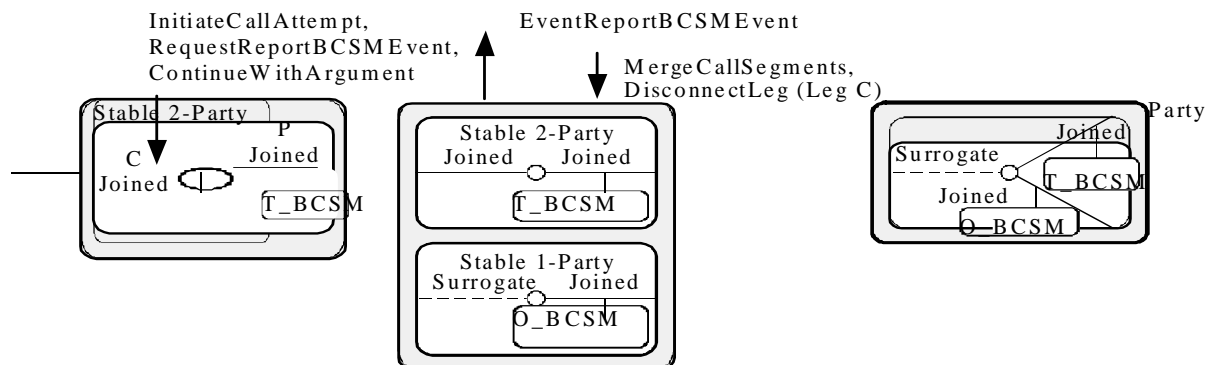 InitiateCallAttempt,
RequestReportBCSMEvent,
ContinueWithArgument
EventReportBCSMEvent
MergeCallSegments,
DisconnectLeg (Leg C)
Stable 2-Party
P
C
Joined
Joined
T_BCSM
Stable 2-Party
Joined Joined
T_BCSM
Stable 1-Party
Surrogate Joined
O_BCSM
Party
Joined
Surrogate
T_BCSM
Joined
O_BCSM